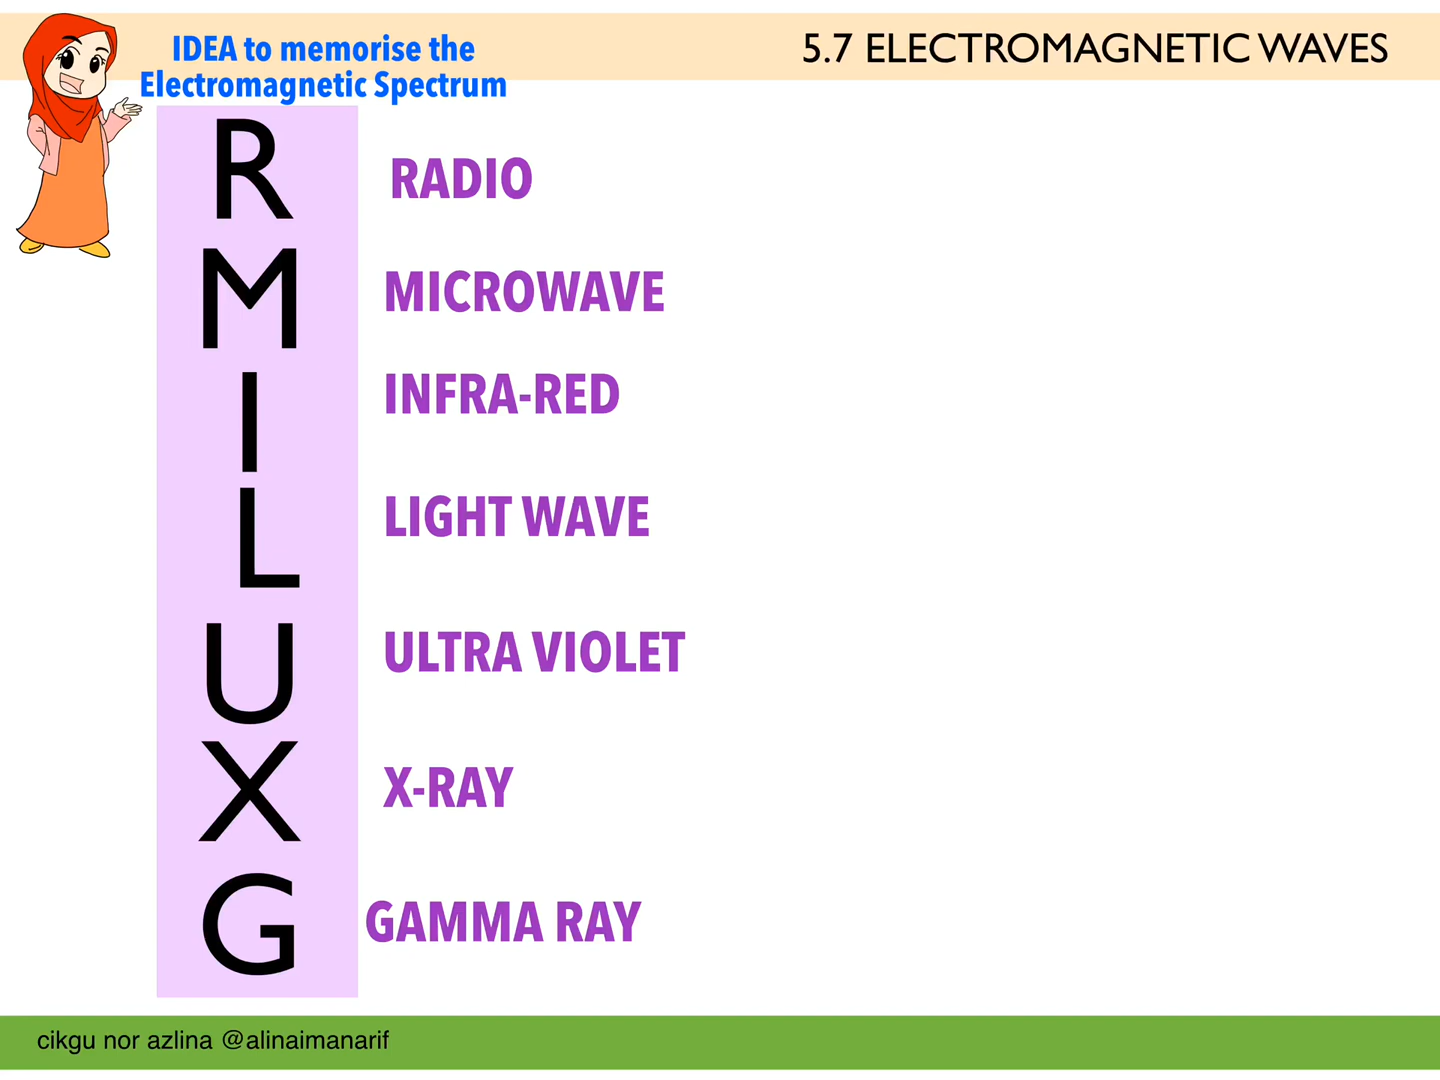 IDEA to memorise the
Electromagnetic Spectrum
5.7 ELECTROMAGNETIC WAVES
R
RADIO
M
MICROWAVE
I
INFRA-RED
L
LIGHT WAVE
U
ULTRA VIOLET
X
X-RAY
G
GAMMA RAY
cikgu nor azlina @alinaimanarif